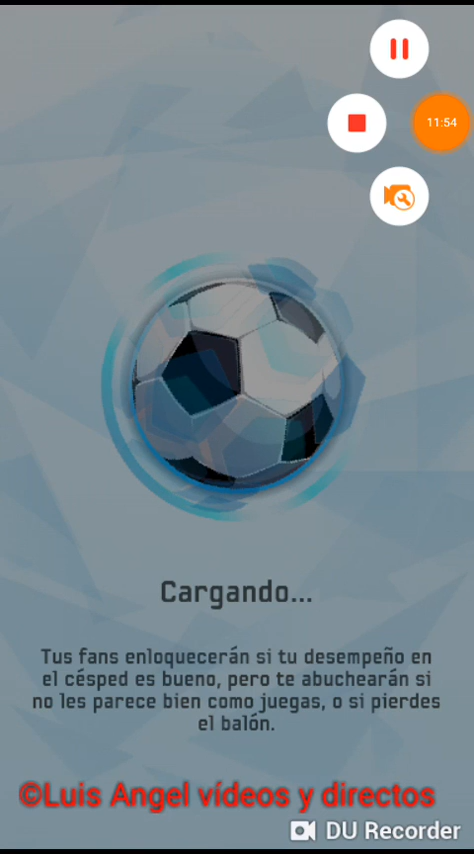 11:54
Cargando...
Tus fans enloquecerán si tu desempeño en
el césped es bueno, pero te abuchearán si
no les parece bien como juegas, o si pierdes
el balón.
©Luis Angel vídeos y directos
DU Recorder